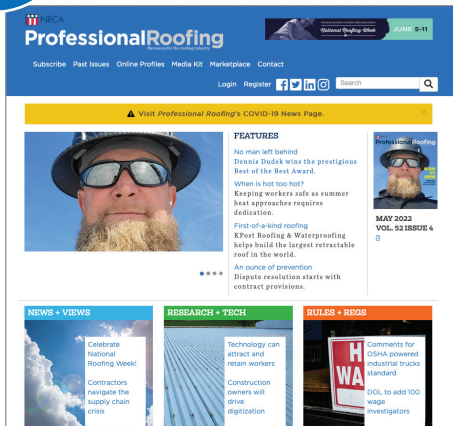 NRCA
ProfessionalRoofing
the source for the roofing industry
National Roofing Week
JUNE 5-11
Subscribe Past Issues Online Profiles Media Kit Marketplace Contact
Login Register Search
Visit Professional Roofing's COVID-19 News Page.
FEATURES
No man left behind
Dennis Dudek wins the prestigious
Best of the Best Award.
When is hot too hot?
Keeping workers safe as summer
heat approaches requires
dedication.
First-of-a-kind roofing
KPost Roofing & Waterproofing
helps build the largest retractable
roof in the world.
An ounce of prevention
Dispute resolution starts with
contract provisions.
Professional Roofing
MAY 2022
VOL. 52 ISSUE 4
NEWS + VIEWS
Celebrate
National
Roofing Week!
Contractors
navigate the
supply chain
crisis
RESEARCH + TECH
Technology can
attract and
retain workers
Construction
owners will
drive
digitization
RULES + REGS
H
WA
Comments for
OSHA powered
industrial trucks
standard
DOL to add 100
wage
investigators